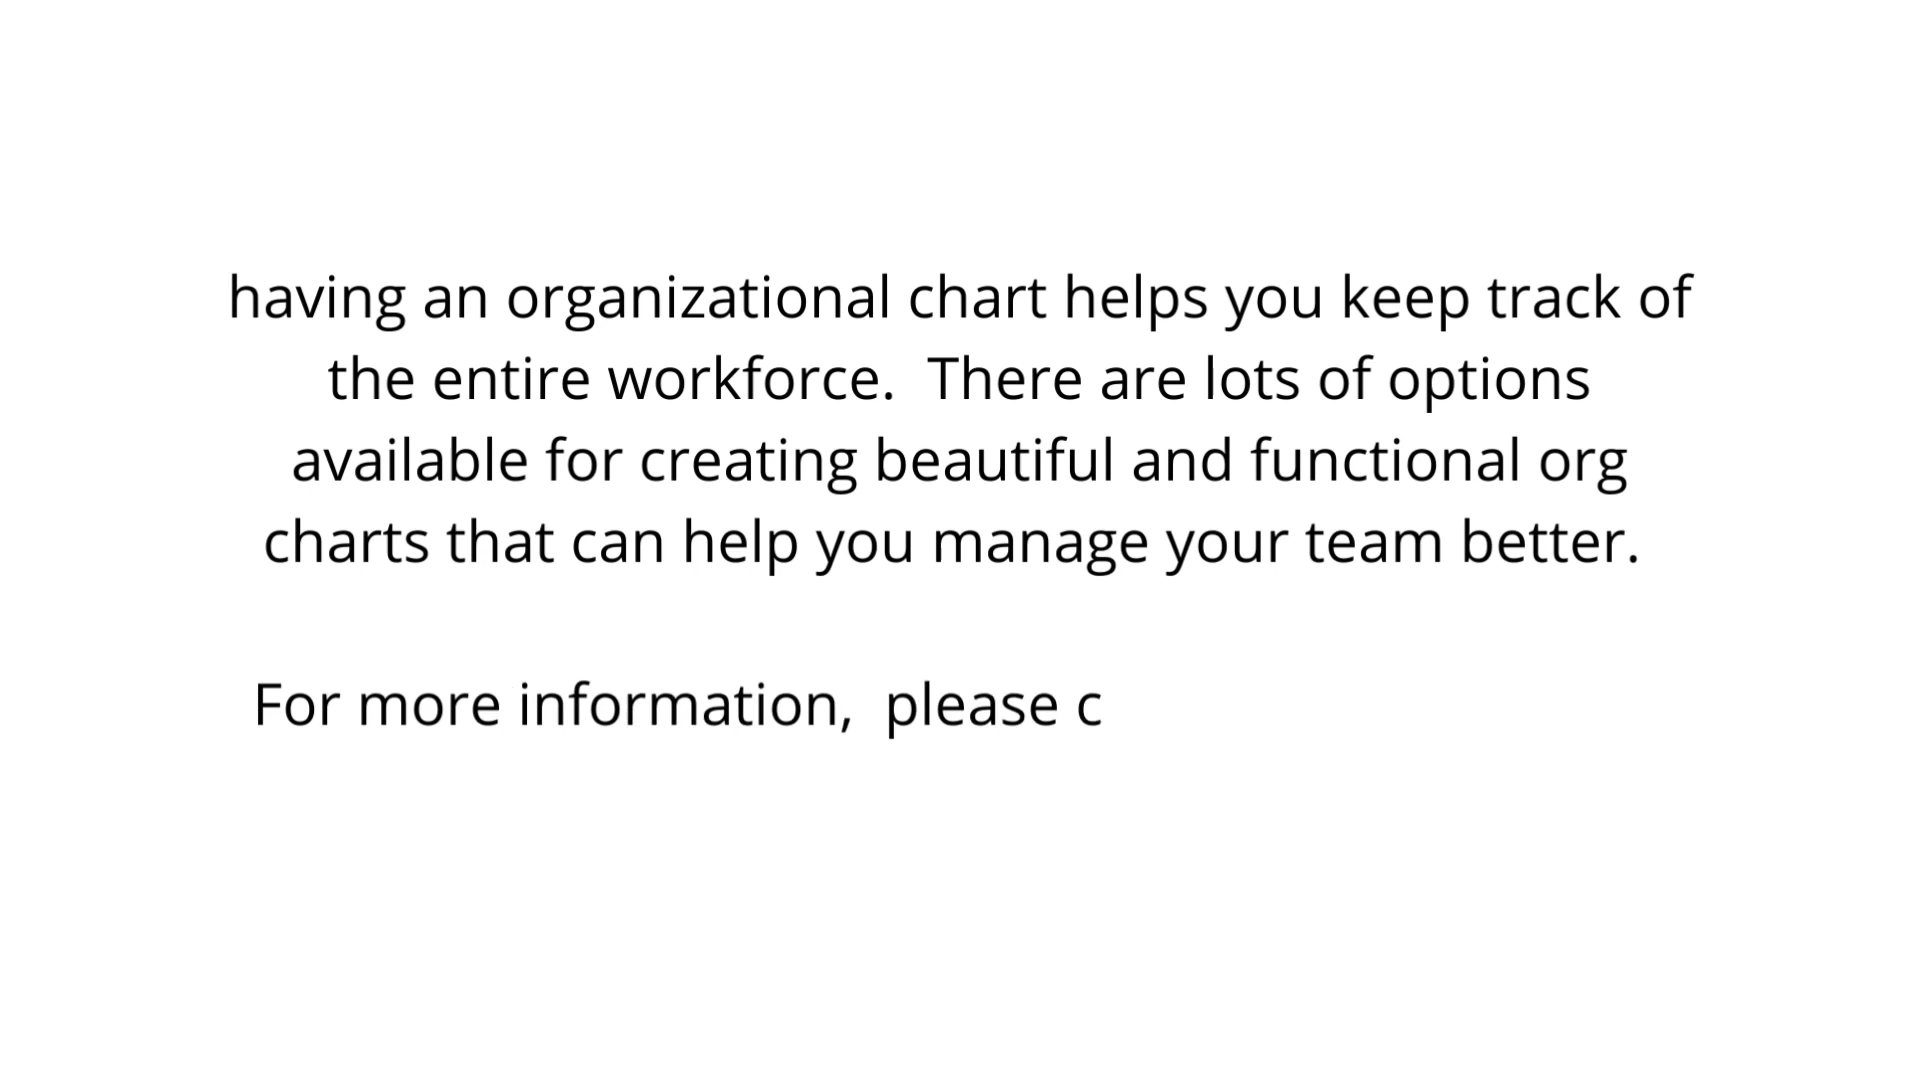 having an organizational chart helps you keep track of
the entire workforce.  There are lots of options
available for creating beautiful and functional org
charts that can help you manage your team better.
For more information,  please c